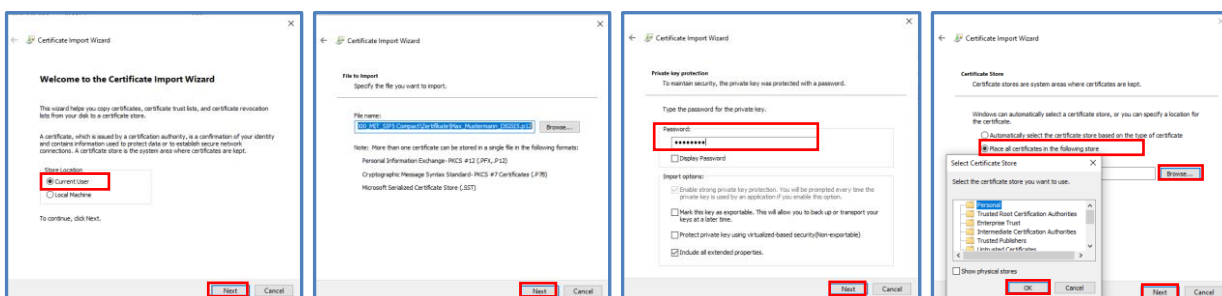 Certificate Import Wizard
Welcome to the Certificate Import Wizard
This wizard helps you copy certificates, certificate trust lists, and certificate revocation
lists from your disk to a certificate store.
A certificate, which is issued by a certification authority, is a confirmation of your identity
and contains information used to protect data or to establish secure network
connections. A certificate store is the system area where certificates are kept.
Store Location
Current User
Local Machine
To continue, click Next.
Next
Cancel
Certificate Import Wizard
File to Import
Specify the file you want to import.
File name:
00_MIT_SIP5 Compact\Zertifikate\Max_Mustermann_DIGSI5.p12
Browse...
Note: More than one certificate can be stored in a single file in the following formats:
Personal Information Exchange- PKCS #12 (.PFX,.P12)
Cryptographic Message Syntax Standard- PKCS #7 Certificates (.P7B)
Microsoft Serialized Certificate Store (.SST)
Next
Cancel
Certificate Import Wizard
Private key protection
To maintain security, the private key was protected with a password.
Type the password for the private key.
Password:
••••••••
Display Password
Import options:
Enable strong private key protection. You will be prompted every time the
private key is used by an application if you enable this option.
Mark this key as exportable. This will allow you to back up or transport your
keys at a later time.
Protect private key using virtualized-based security(Non-exportable)
Include all extended properties.
Next
Cancel
Certificate Import Wizard
Certificate Store
Certificate stores are system areas where certificates are kept.
Windows can automatically select a certificate store, or you can specify a location for
the certificate.
Automatically select the certificate store based on the type of certificate
Place all certificates in the following store
Browse...
Select Certificate Store
Select the certificate store you want to use.
Personal
Trusted Root Certification Authorities
Enterprise Trust
Intermediate Certification Authorities
Trusted Publishers
Untrusted Certificates
Show physical stores
OK
Cancel
Next
Cancel